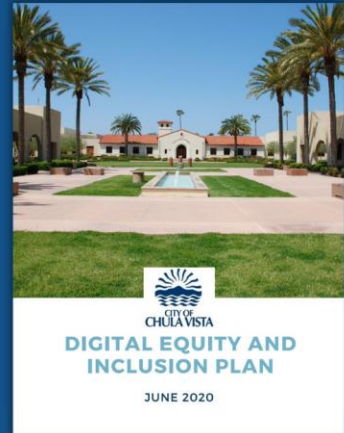 CITY OF
CHULA VISTA
DIGITAL EQUITY AND
INCLUSION PLAN
JUNE 2020